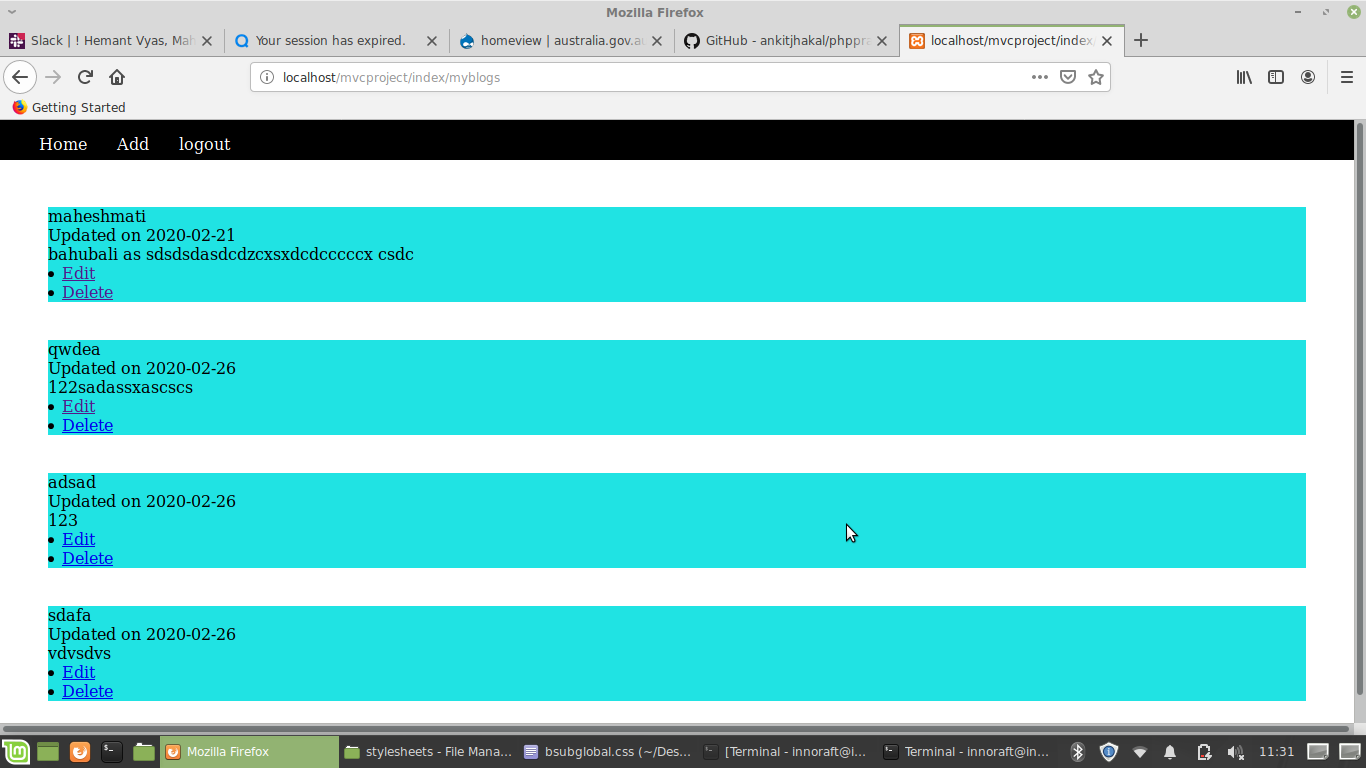 Mozilla Firefox
Slack | ! Hemant Vyas, Mah
Your session has expired.
homeview | australia.gov.au
GitHub - ankitjhakal/phppra
localhost/mvcproject/index/
localhost/mvcproject/index/myblogs
Getting Started
Home Add logout
maheshmati
Updated on 2020-02-21
bahubali as sdsdsdasdcdzcxsxdcdcccccx csdc
Edit
Delete
qwdea
Updated on 2020-02-26
122sadassxascscs
Edit
Delete
adsad
Updated on 2020-02-26
123
Edit
Delete
sdafa
Updated on 2020-02-26
vdvsdvs
Edit
Delete
Mozilla Firefox
stylesheets - File Mana...
bsubglobal.css (~/Des...
[Terminal - innoraft@i...
Terminal - innoraft@in...
11:31